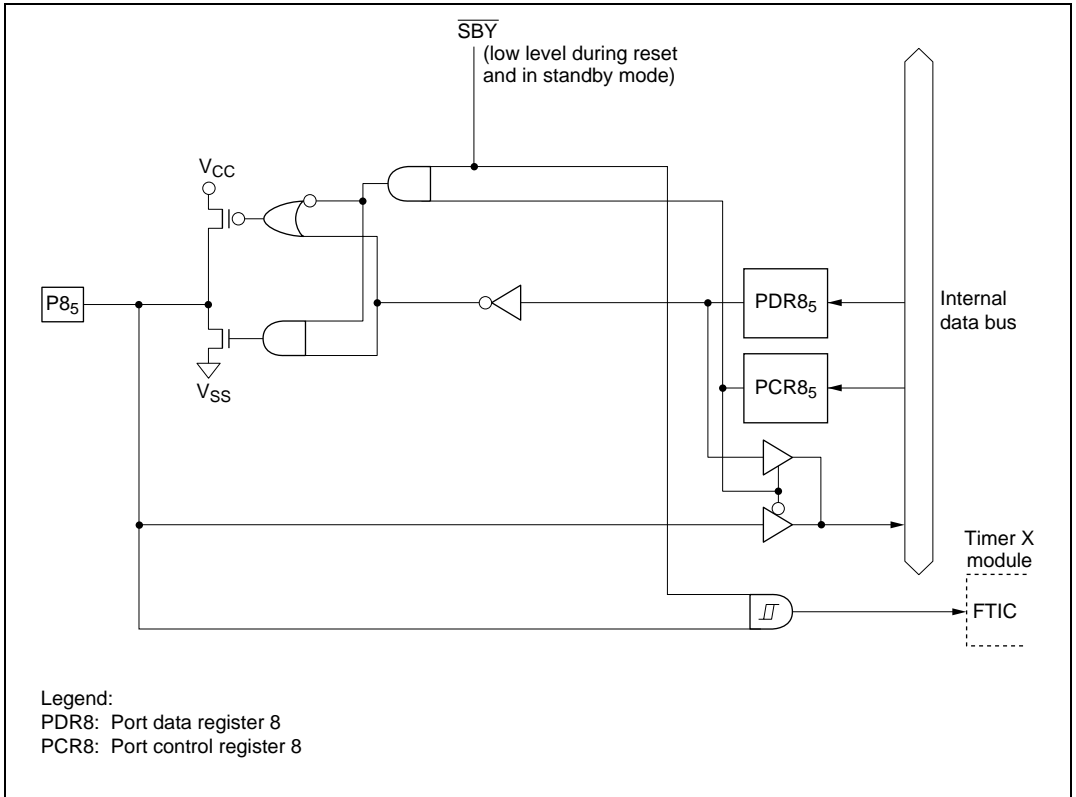 SBY
(low level during reset
and in standby mode)
VCC
P85
VSS
PDR85
PCR85
Internal
data bus
Timer X
module
FTIC
Legend:
PDR8: Port data register 8
PCR8: Port control register 8